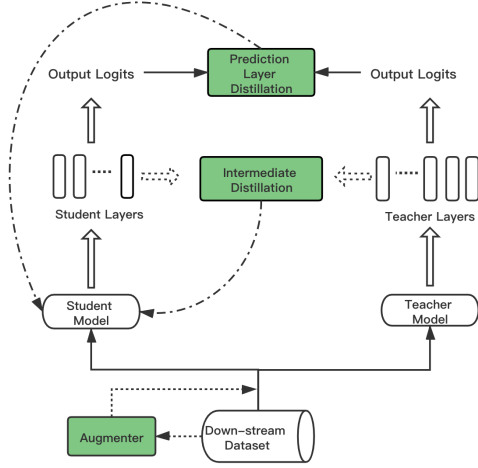 Prediction
Layer
Distillation
Output Logits
Output Logits
Intermediate
Distillation
Student Layers
Teacher Layers
Student
Model
Teacher
Model
Augmenter
Down-stream
Dataset